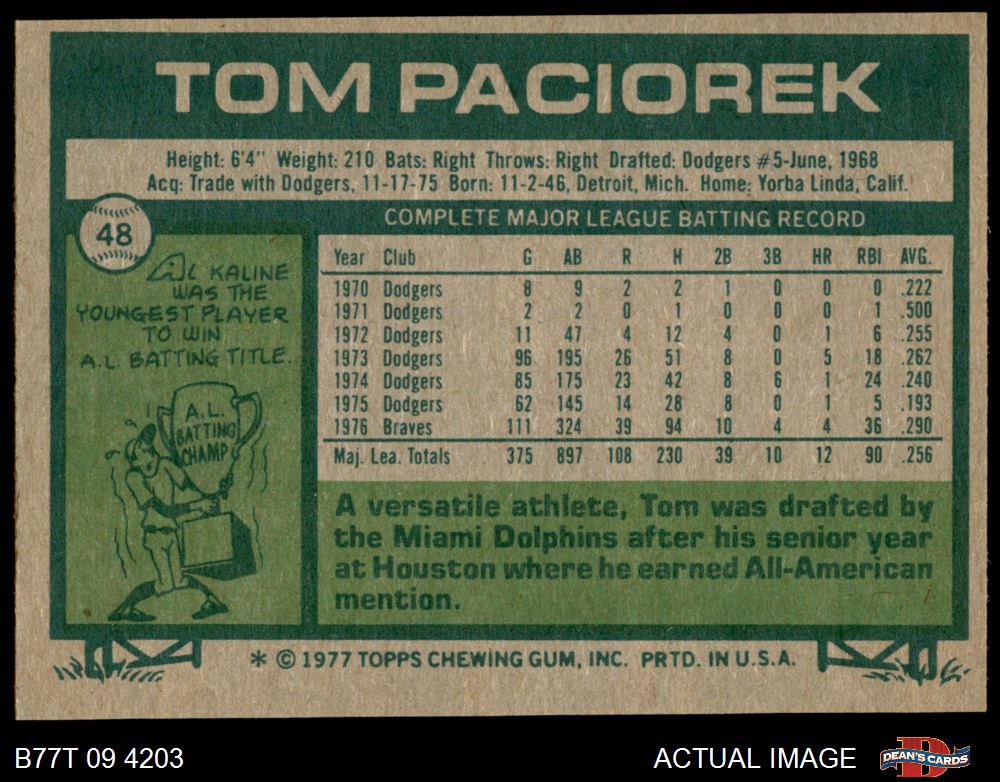 TOM PACIOREK
Height: 6'4" Weight: 210 Bats: Right Throws: Right Drafted: Dodgers #5-June, 1968
Acq: Trade with Dodgers, 11-17-75 Born: 11-2-46, Detroit, Mich. Home: Yorba Linda, Calif.
48
AL KALINE
WAS THE
YOUNGEST PLAYER
TO WIN
A.L. BATTING TITLE.
A.L.
BATTING
CHAMP
COMPLETE MAJOR LEAGUE BATTING RECORD
Year Club G AB R H 2B 3B HR RBI AVG.
1970 Dodgers 8 9 2 2 1 0 0 0 .222
1971 Dodgers 2 2 0 1 0 0 0 1 .500
1972 Dodgers 11 47 4 12 4 0 1 6 .255
1973 Dodgers 96 195 26 51 8 0 5 18 .262
1974 Dodgers 85 175 23 42 8 6 1 24 .240
1975 Dodgers 62 145 14 28 8 0 1 5 .193
1976 Braves 111 324 39 94 10 4 4 36 .290
Maj. Lea. Totals 375 897 108 230 39 10 12 90 .256
A versatile athlete, Tom was drafted by
the Miami Dolphins after his senior year
at Houston where he earned All-American
mention.
* © 1977 TOPPS CHEWING GUM, INC. PRTD. IN U.S.A.
B77T 09 4203
ACTUAL IMAGE
DEAN'S CARDS